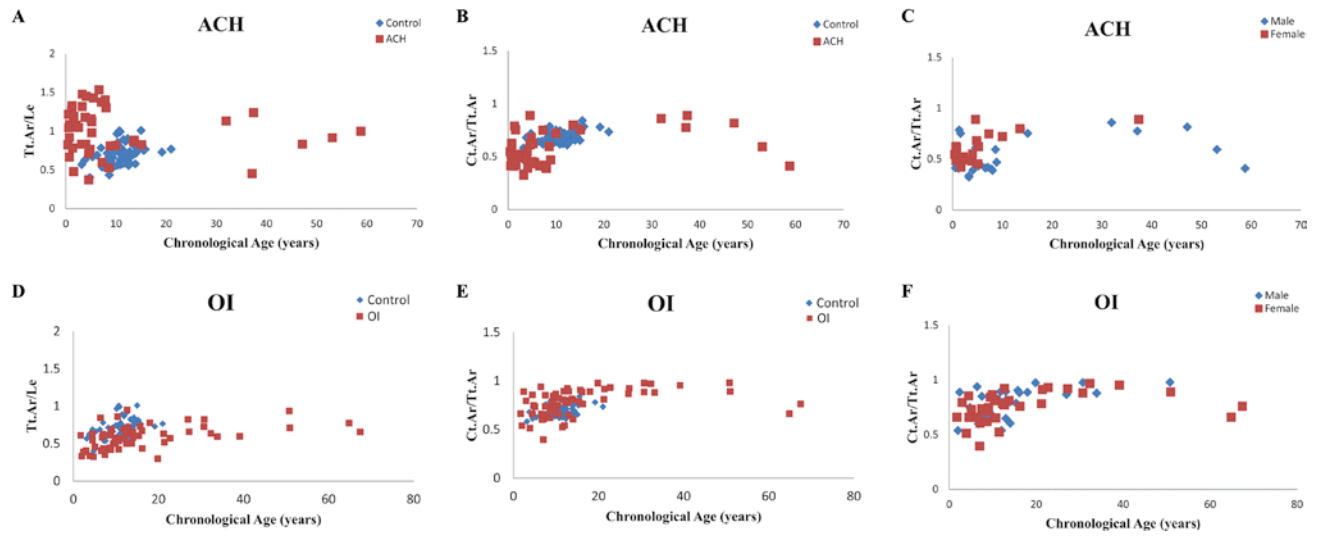 A
ACH
Control
ACH
Tt.Ar/Le
2
1.5
1
0.5
0
0 10 20 30 40 50 60 70
Chronological Age (years)
B
ACH
Control
ACH
Ct.Ar/Tt.Ar
1.5
1
0.5
0
0 10 20 30 40 50 60 70
Chronological Age (years)
C
ACH
Male
Female
Ct.Ar/Tt.Ar
1.5
1
0.5
0
0 10 20 30 40 50 60 70
Chronological Age (years)
D
OI
Control
OI
Tt.Ar/Le
2
1.5
1
0.5
0
0 20 40 60 80
Chronological Age (years)
E
OI
Control
OI
Ct.Ar/Tt.Ar
1.5
1
0.5
0
0 20 40 60 80
Chronological Age (years)
F
OI
Male
Female
Ct.Ar/Tt.Ar
1.5
1
0.5
0
0 20 40 60 80
Chronological Age (years)